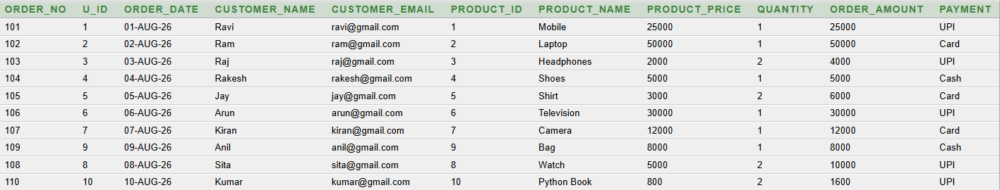 ORDER_NO U_ID ORDER_DATE CUSTOMER_NAME CUSTOMER_EMAIL PRODUCT_ID PRODUCT_NAME PRODUCT_PRICE QUANTITY ORDER_AMOUNT PAYMENT
101 1 01-AUG-26 Ravi ravi@gmail.com 1 Mobile 25000 1 25000 UPI
102 2 02-AUG-26 Ram ram@gmail.com 2 Laptop 50000 1 50000 Card
103 3 03-AUG-26 Raj raj@gmail.com 3 Headphones 2000 2 4000 UPI
104 4 04-AUG-26 Rakesh rakesh@gmail.com 4 Shoes 5000 1 5000 Cash
105 5 05-AUG-26 Jay jay@gmail.com 5 Shirt 3000 2 6000 Card
106 6 06-AUG-26 Arun arun@gmail.com 6 Television 30000 1 30000 UPI
107 7 07-AUG-26 Kiran kiran@gmail.com 7 Camera 12000 1 12000 Card
109 9 09-AUG-26 Anil anil@gmail.com 9 Bag 8000 1 8000 Cash
108 8 08-AUG-26 Sita sita@gmail.com 8 Watch 5000 2 10000 UPI
110 10 10-AUG-26 Kumar kumar@gmail.com 10 Python Book 800 2 1600 UPI